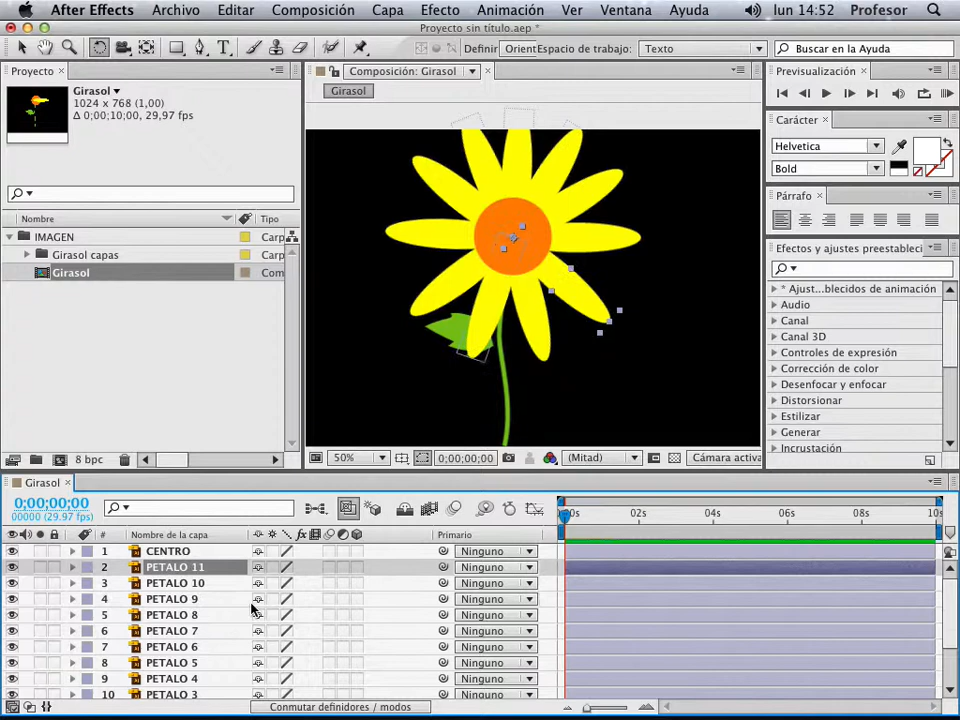 After Effects Archivo Editar Composición Capa Efecto Animación Ver Ventana Ayuda lun 14:52 Profesor
Proyecto sin título.aep *
Definir OrientEspacio de trabajo: Texto Buscar en la Ayuda
Proyecto
Girasol
1024 x 768 (1,00)
Δ 0;00;10;00, 29,97 fps
Nombre Tipo
IMAGEN Carp
Girasol capas Carp
Girasol Com
8 bpc
Composición: Girasol
Girasol
50% 0;00;00;00 (Mitad) Cámara activa
Previsualización
Carácter
Helvetica
Bold
Párrafo
Efectos y ajustes preestableci
* Ajust...blecidos de animación
Audio
Canal
Canal 3D
Controles de expresión
Corrección de color
Desenfocar y enfocar
Distorsionar
Estilizar
Generar
Incrustación
Girasol
0;00;00;00
00000 (29.97 fps)
0s 02s 04s 06s 08s 10s
# Nombre de la capa fx Primario
1 CENTRO Ninguno
2 PETALO 11 Ninguno
3 PETALO 10 Ninguno
4 PETALO 9 Ninguno
5 PETALO 8 Ninguno
6 PETALO 7 Ninguno
7 PETALO 6 Ninguno
8 PETALO 5 Ninguno
9 PETALO 4 Ninguno
10 PETALO 3 Ninguno
Conmutar definidores / modos